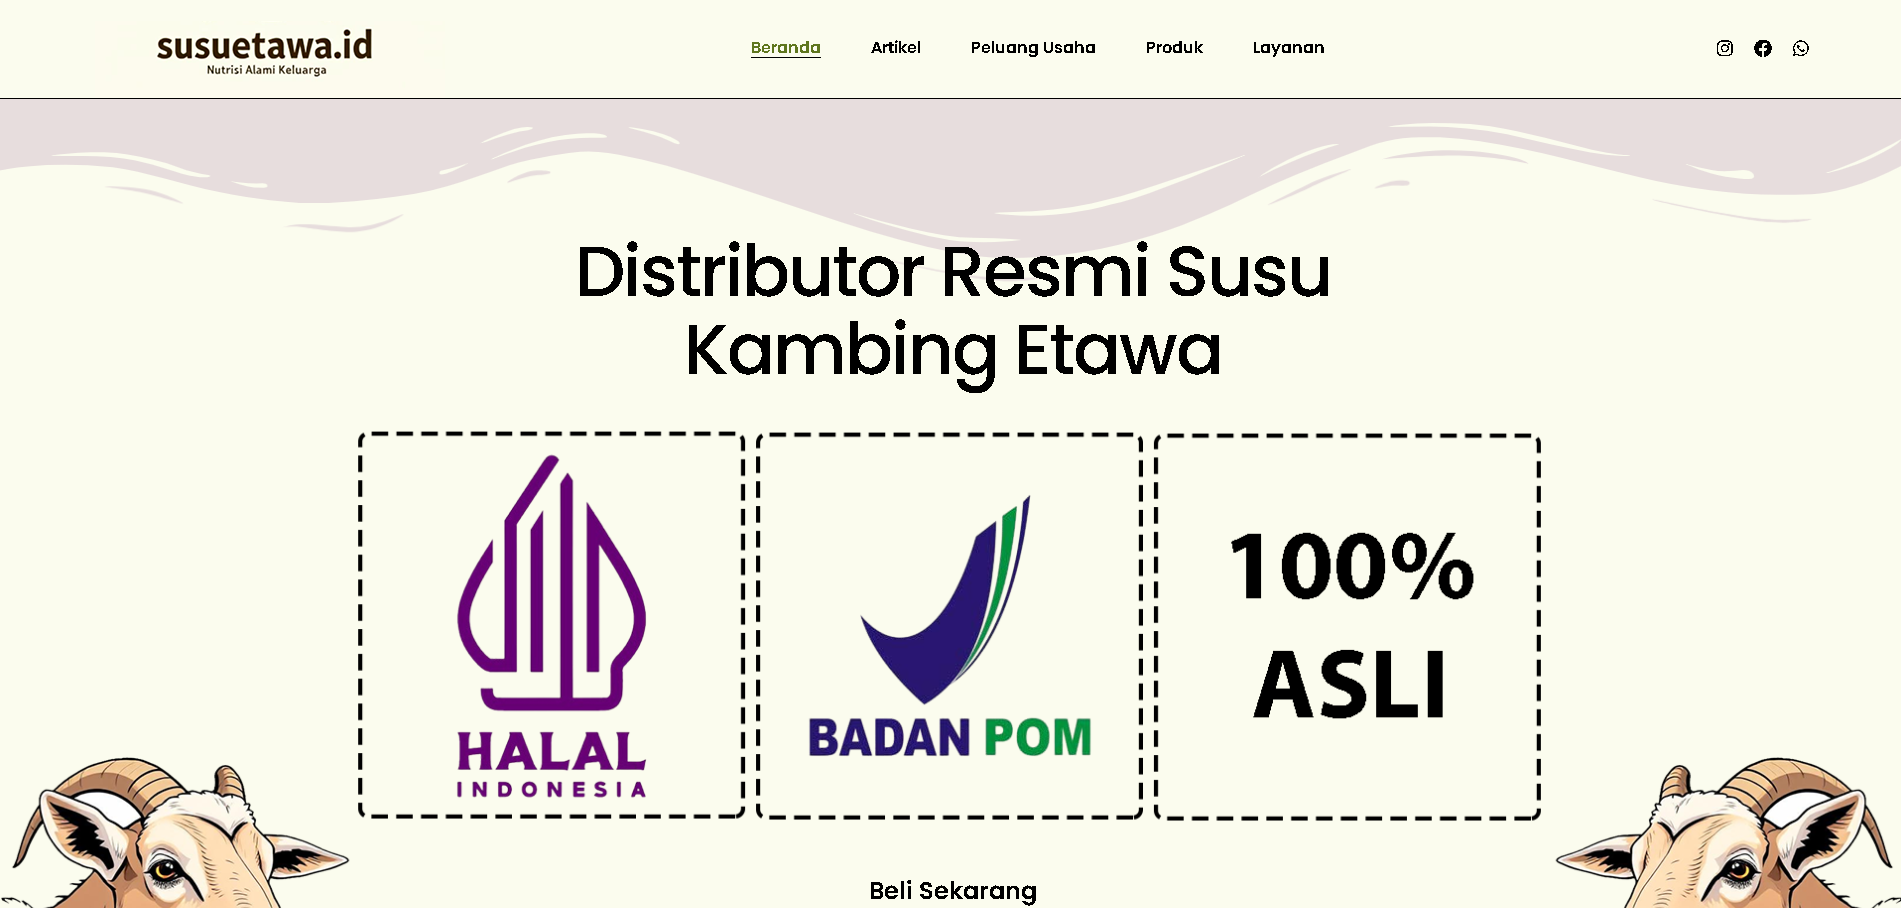 susuetawa.id
Nutrisi Alami Keluarga
Beranda
Artikel
Peluang Usaha
Produk
Layanan
Distributor Resmi Susu
Kambing Etawa
HALAL
INDONESIA
BADAN POM
100%
ASLI
Beli Sekarang